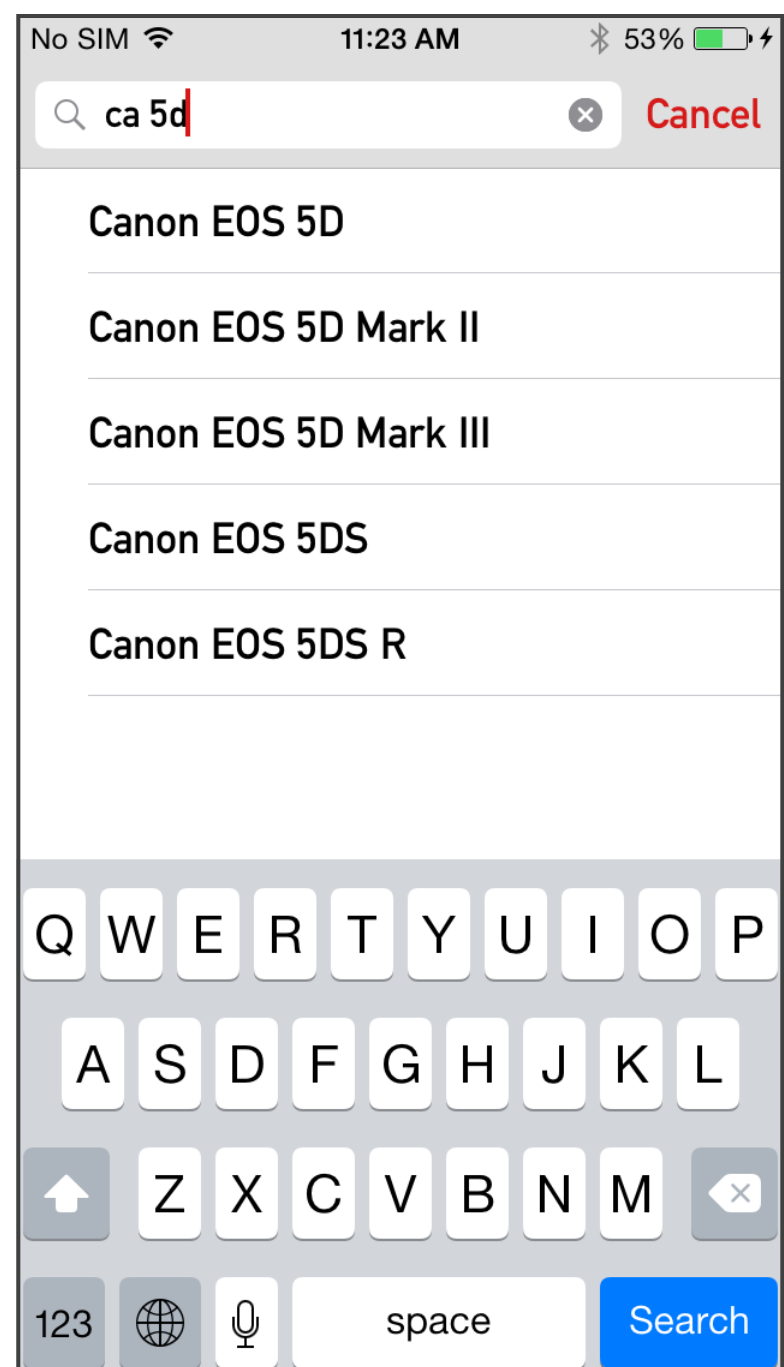 No SIM 11:23 AM 53%
ca 5d Cancel
Canon EOS 5D
Canon EOS 5D Mark II
Canon EOS 5D Mark III
Canon EOS 5DS
Canon EOS 5DS R
Q W E R T Y U I O P
A S D F G H J K L
Z X C V B N M
123 space Search